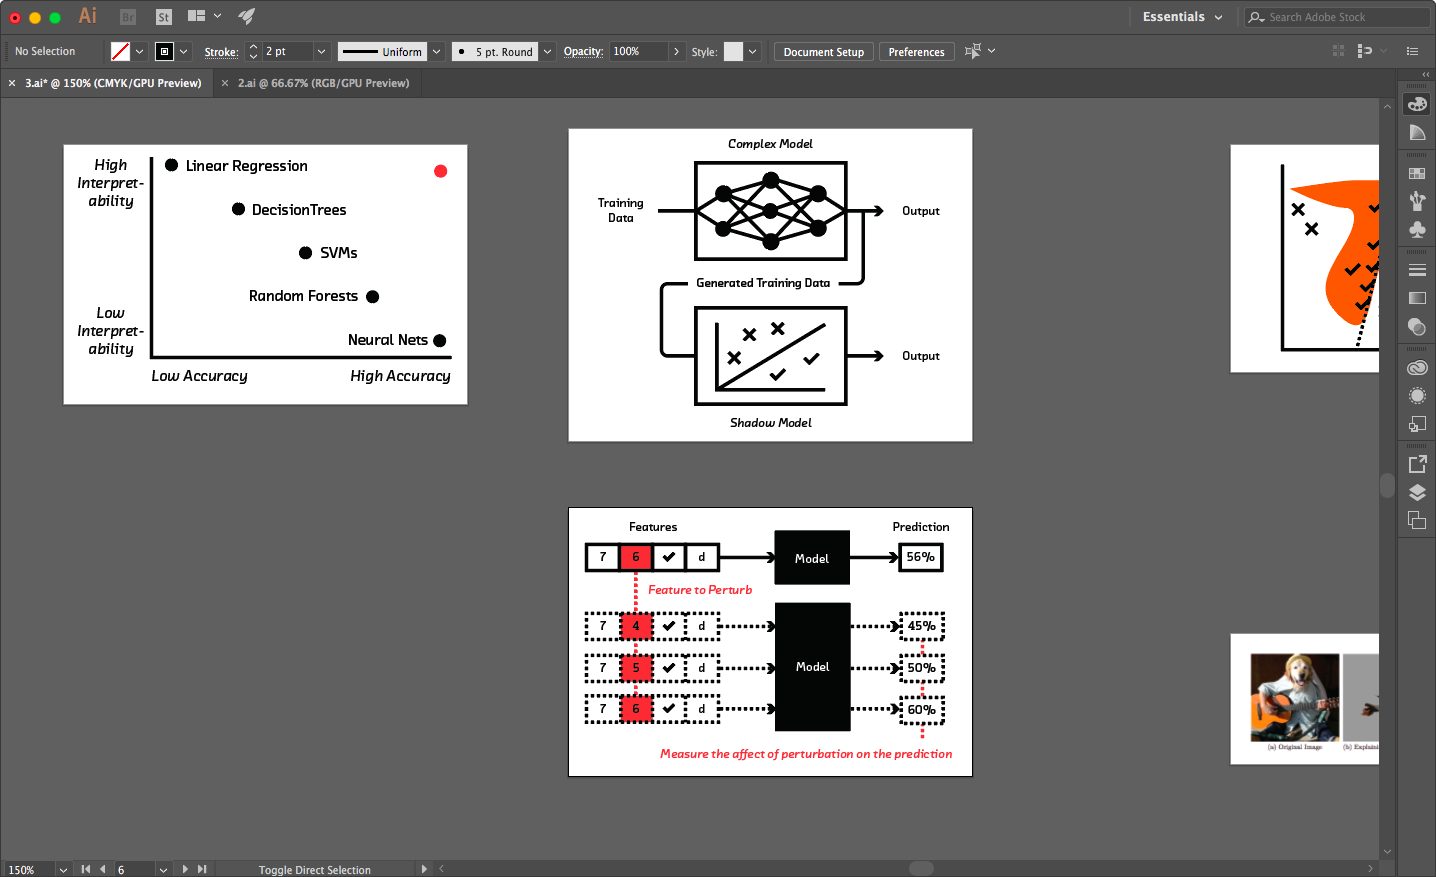 Ai
Br
St
Essentials
Search Adobe Stock
No Selection
Stroke:
2 pt
Uniform
5 pt. Round
Opacity:
100%
Style:
Document Setup
Preferences
3.ai* @ 150% (CMYK/GPU Preview)
2.ai @ 66.67% (RGB/GPU Preview)
High
Interpret-
ability
Linear Regression
DecisionTrees
SVMs
Random Forests
Neural Nets
Low
Interpret-
ability
Low Accuracy
High Accuracy
Complex Model
Training
Data
Output
Generated Training Data
Output
Shadow Model
Features
Prediction
7 6 d
Model
56%
Feature to Perturb
7 4 d
45%
7 5 d
Model
50%
7 6 d
60%
Measure the affect of perturbation on the prediction
(a) Original Image
(b) Explaini
150%
6
Toggle Direct Selection